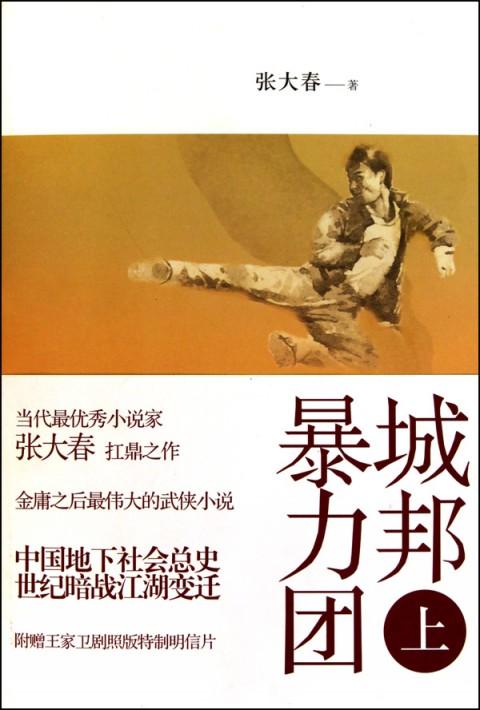 张大春——著
城邦
暴力团
上
当代最优秀小说家
张大春 扛鼎之作
金庸之后最伟大的武侠小说
中国地下社会总史
世纪暗战江湖变迁
附赠王家卫剧照版特制明信片